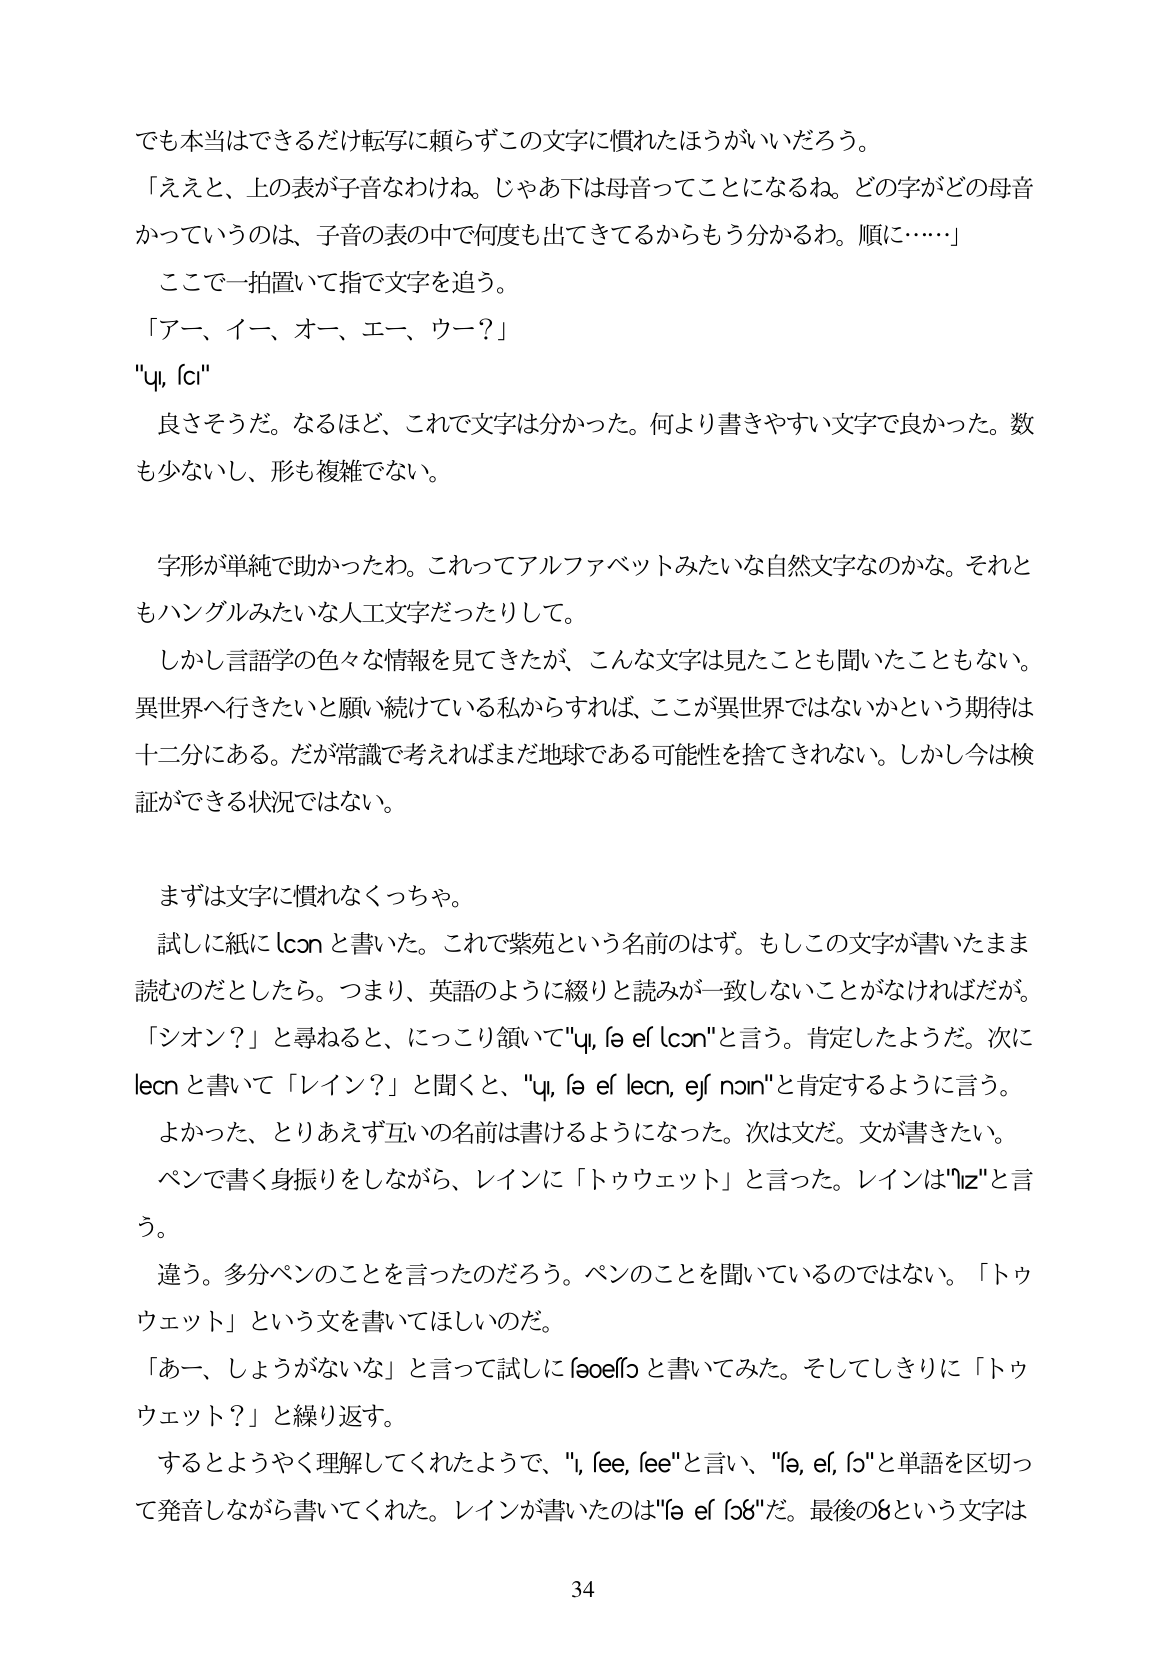 でも本当はできるだけ転写に頼らずこの文字に慣れたほうがいいだろう。
「ええと、上の表が子音なわけね。じゃあ下は母音ってことになるね。どの字がどの母音
かっていうのは、子音の表の中で何度も出てきてるからもう分かるわ。順に……」
ここで一拍置いて指で文字を追う。
「アー、イー、オー、エー、ウー？」
"ɥı, ʃcı"
良さそうだ。なるほど、これで文字は分かった。何より書きやすい文字で良かった。数
も少ないし、形も複雑でない。
字形が単純で助かったわ。これってアルファベットみたいな自然文字なのかな。それと
もハングルみたいな人工文字だったりして。
しかし言語学の色々な情報を見てきたが、こんな文字は見たことも聞いたこともない。
異世界へ行きたいと願い続けている私からすれば、ここが異世界ではないかという期待は
十二分にある。だが常識で考えればまだ地球である可能性を捨てきれない。しかし今は検
証ができる状況ではない。
まずは文字に慣れなくっちゃ。
試しに紙に lcɔn と書いた。これで紫苑という名前のはず。もしこの文字が書いたまま
読むのだとしたら。つまり、英語のように綴りと読みが一致しないことがなければだが。
「シオン？」と尋ねると、にっこり頷いて"ɥı, ʃə eʃ lcɔn"と言う。肯定したようだ。次に
lecn と書いて「レイン？」と聞くと、"ɥı, ʃə eʃ lecn, eȷʃ nɔın"と肯定するように言う。
よかった、とりあえず互いの名前は書けるようになった。次は文だ。文が書きたい。
ペンで書く身振りをしながら、レインに「トゥウェット」と言った。レインは"ʅız"と言
う。
違う。多分ペンのことを言ったのだろう。ペンのことを聞いているのではない。「トゥ
ウェット」という文を書いてほしいのだ。
「あー、しょうがないな」と言って試しに ʃəoeʃʃɔ と書いてみた。そしてしきりに「トゥ
ウェット？」と繰り返す。
するとようやく理解してくれたようで、"ı, ʃee, ʃee"と言い、"ʃə, eʃ, ʃɔ"と単語を区切っ
て発音しながら書いてくれた。レインが書いたのは"ʃə eʃ ʃɔ8"だ。最後の8という文字は
34